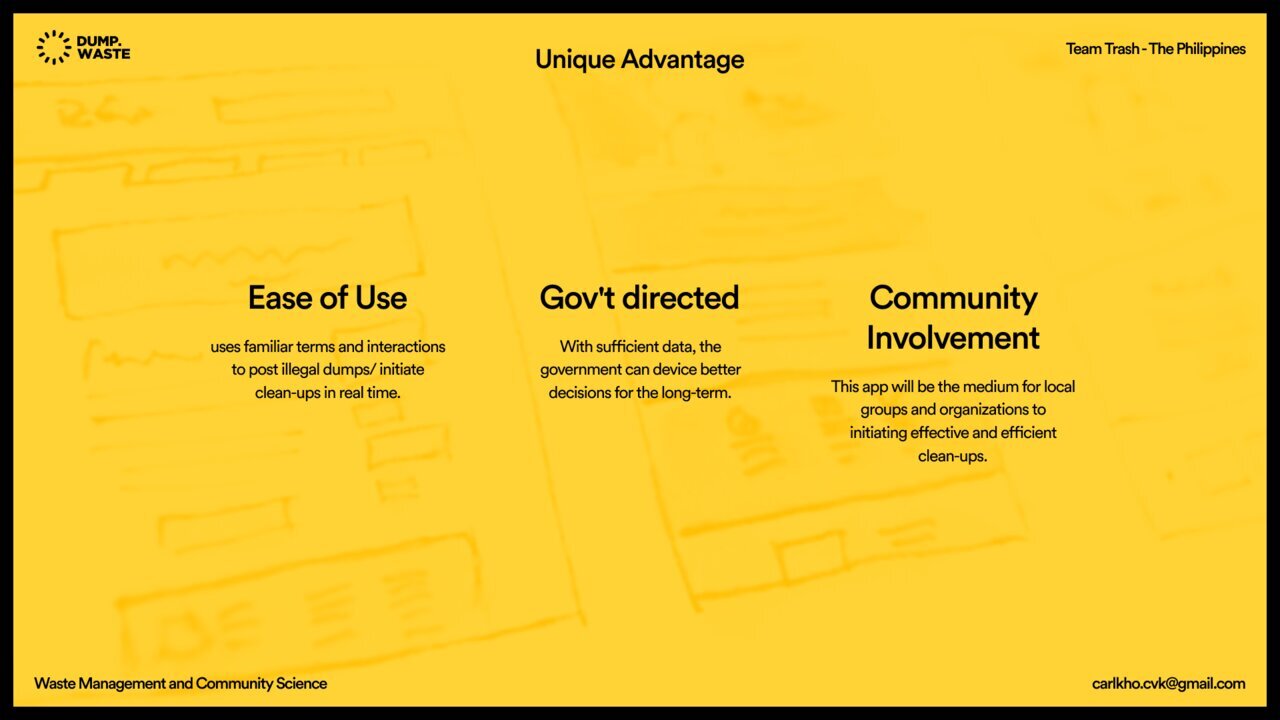 DUMP.
WASTE
Unique Advantage
Team Trash - The Philippines
Ease of Use
uses familiar terms and interactions
to post illegal dumps/ initiate
clean-ups in real time.
Gov't directed
With sufficient data, the
government can device better
decisions for the long-term.
Community
Involvement
This app will be the medium for local
groups and organizations to
initiating effective and efficient
clean-ups.
Waste Management and Community Science
carlkho.cvk@gmail.com